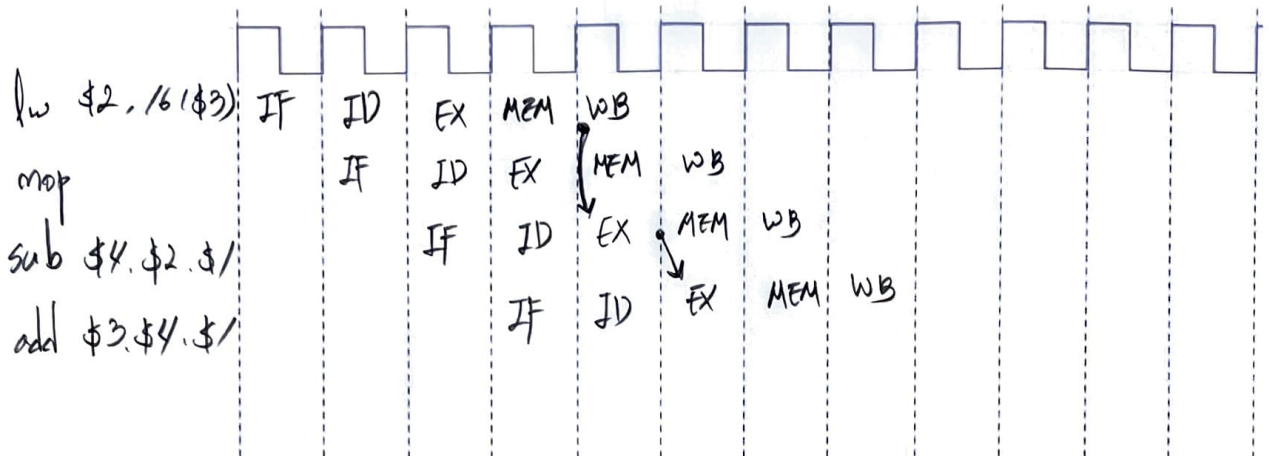 lw $2, 16($3) IF ID EX MEM WB
nop IF ID EX MEM WB
sub $4. $2. $1 IF ID EX MEM WB
add $3. $4. $1 IF ID EX MEM WB